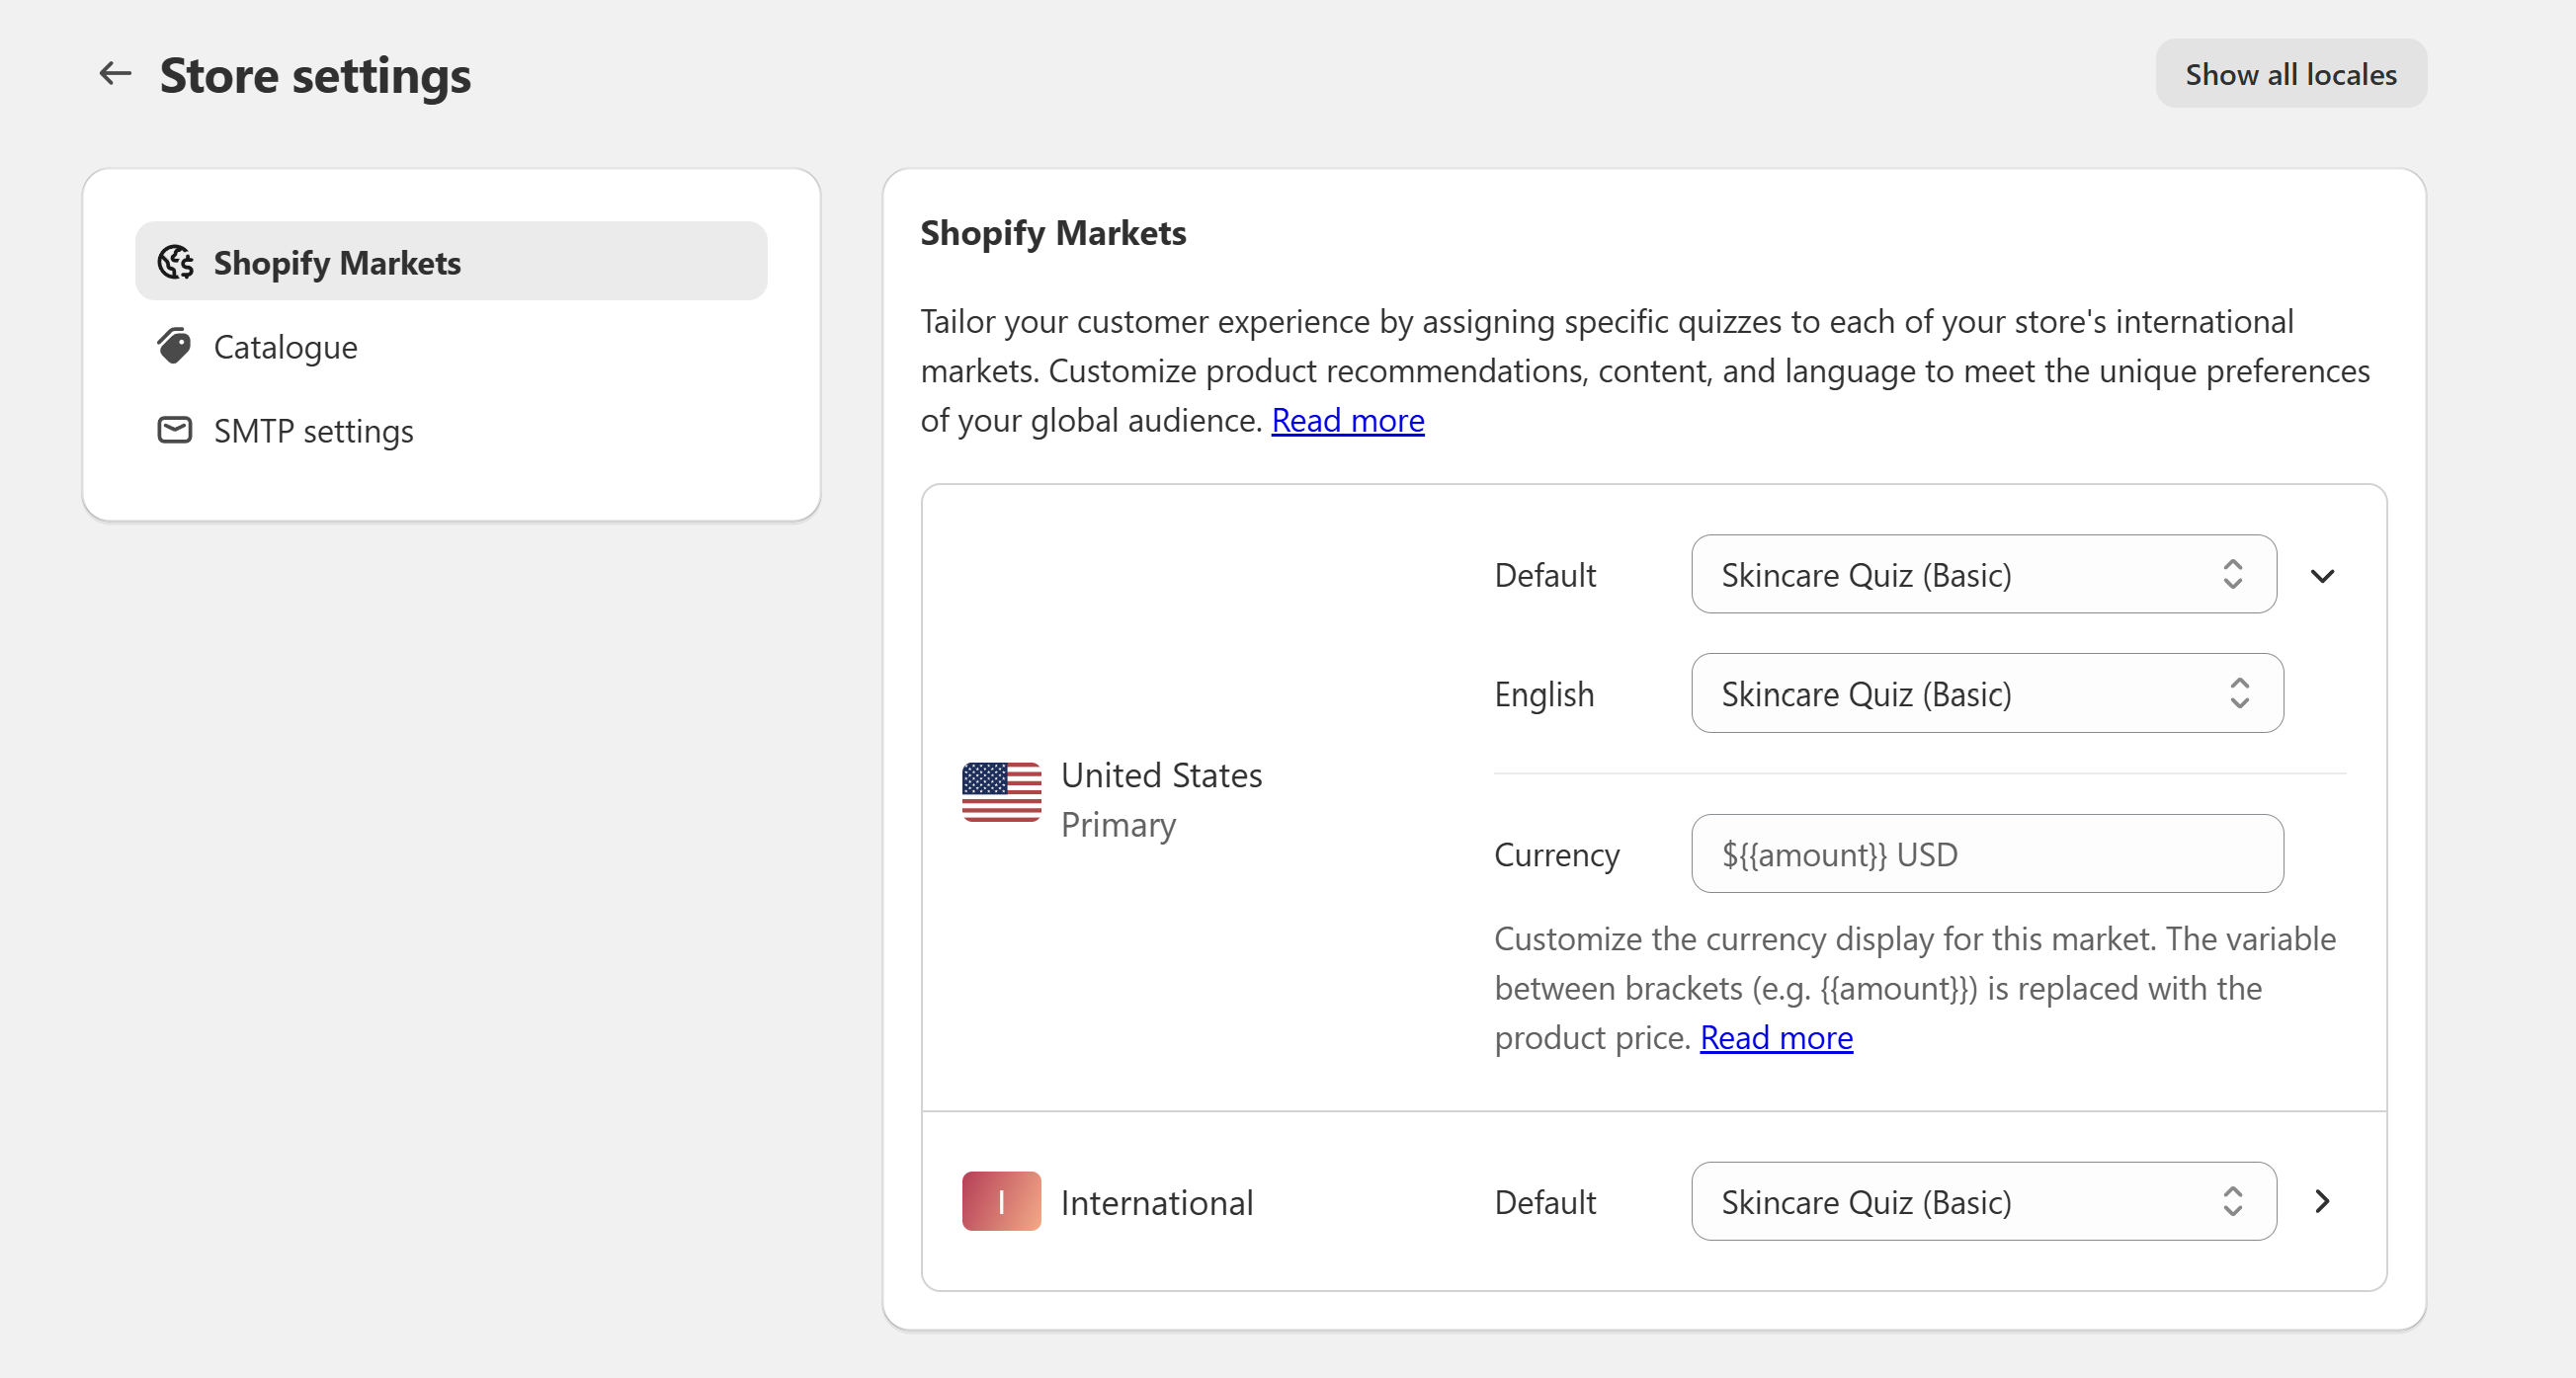 Store settings
Show all locales
Shopify Markets
Catalogue
SMTP settings
Shopify Markets
Tailor your customer experience by assigning specific quizzes to each of your store's international
markets. Customize product recommendations, content, and language to meet the unique preferences
of your global audience. Read more
Default
Skincare Quiz (Basic)
English
Skincare Quiz (Basic)
United States
Primary
Currency
${{amount}} USD
Customize the currency display for this market. The variable
between brackets (e.g. {{amount}}) is replaced with the
product price. Read more
I
International
Default
Skincare Quiz (Basic)